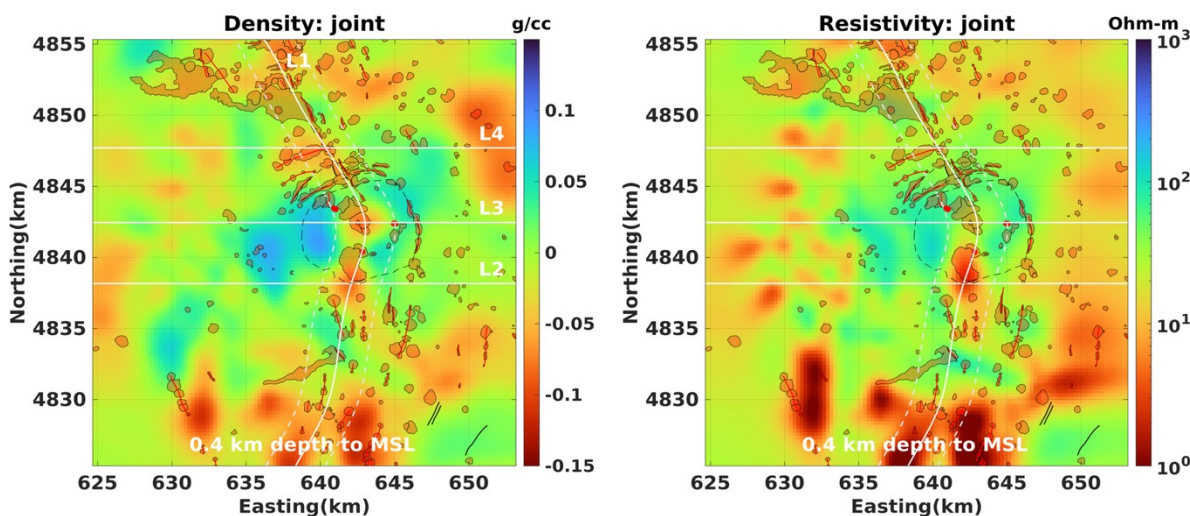 Density: joint
g/cc
4855
4850
4845
4840
4835
4830
Northing(km)
L1
L4
L3
L2
0.4 km depth to MSL
0.1
0.05
0
-0.05
-0.1
-0.15
625 630 635 640 645 650
Easting(km)
Resistivity: joint
Ohm-m
4855
4850
4845
4840
4835
4830
Northing(km)
0.4 km depth to MSL
10³
10²
10¹
10⁰
625 630 635 640 645 650
Easting(km)